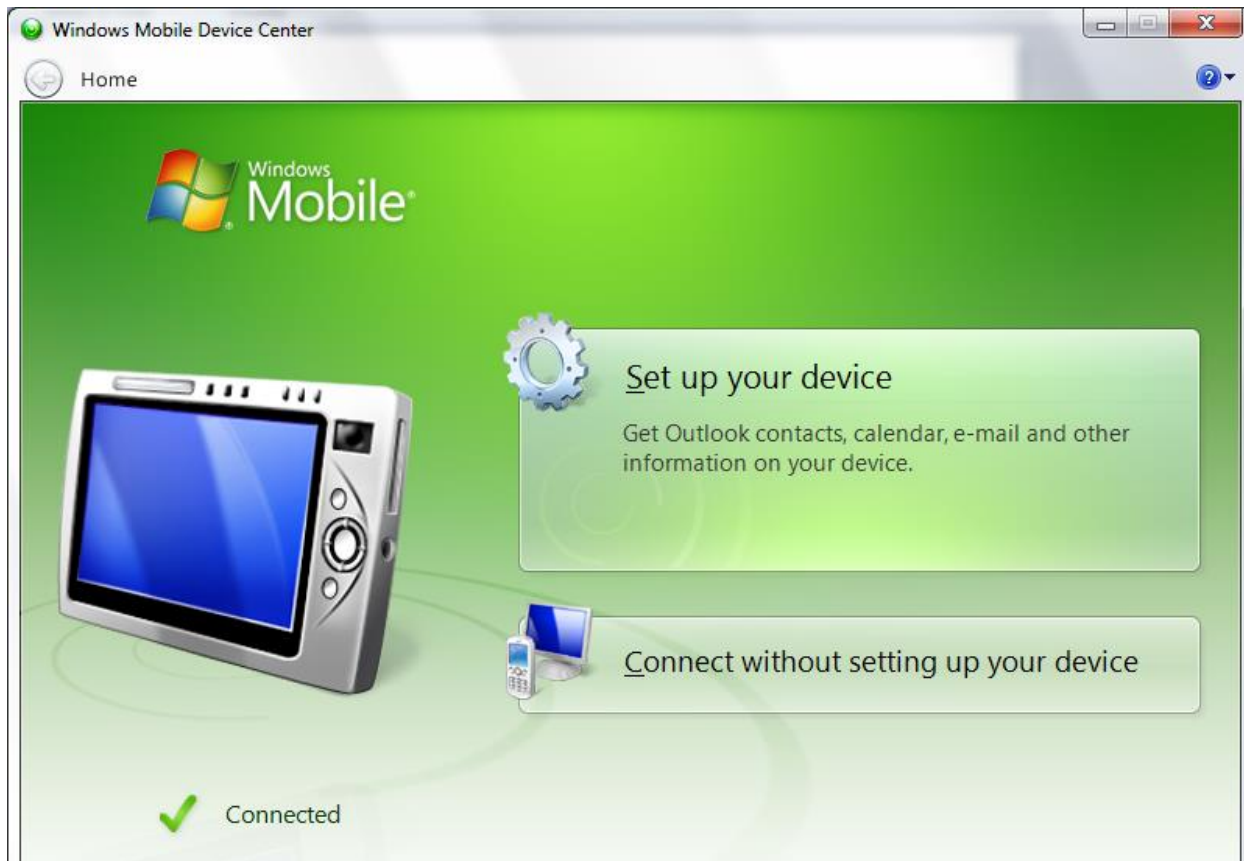 Windows Mobile Device Center
Home
Windows
Mobile®
Set up your device
Get Outlook contacts, calendar, e-mail and other
information on your device.
Connect without setting up your device
Connected